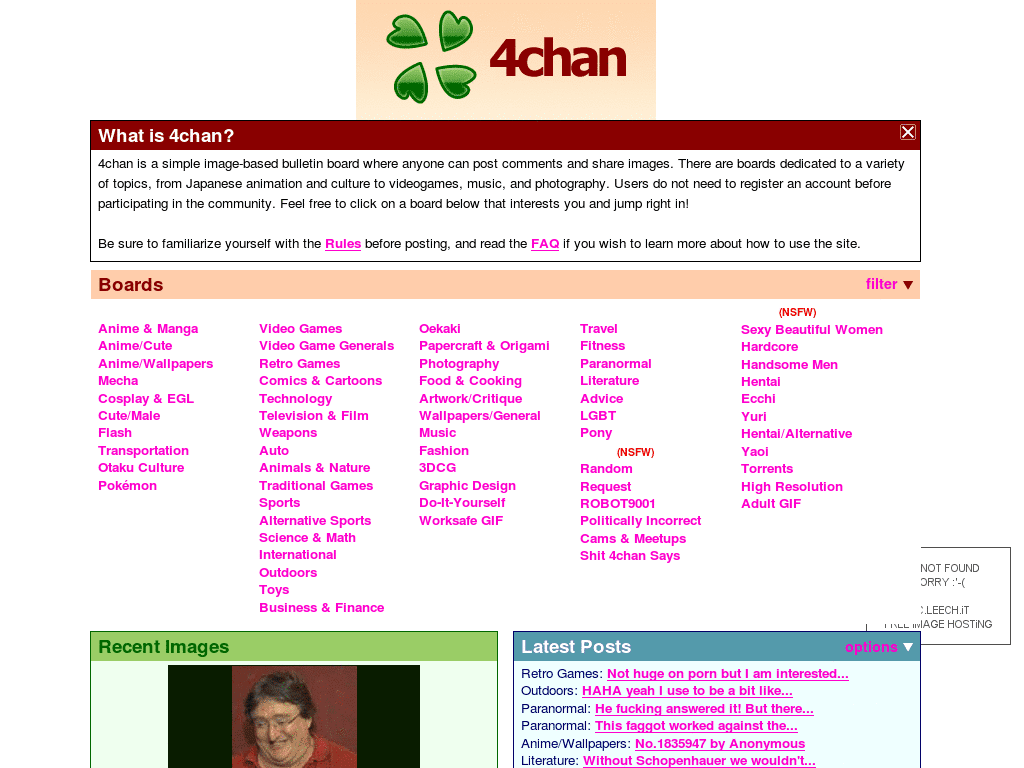 4chan
What is 4chan?
4chan is a simple image-based bulletin board where anyone can post comments and share images. There are boards dedicated to a variety
of topics, from Japanese animation and culture to videogames, music, and photography. Users do not need to register an account before
participating in the community. Feel free to click on a board below that interests you and jump right in!
Be sure to familiarize yourself with the Rules before posting, and read the FAQ if you wish to learn more about how to use the site.
Boards
filter
Anime & Manga
Anime/Cute
Anime/Wallpapers
Mecha
Cosplay & EGL
Cute/Male
Flash
Transportation
Otaku Culture
Pokémon
Video Games
Video Game Generals
Retro Games
Comics & Cartoons
Technology
Television & Film
Weapons
Auto
Animals & Nature
Traditional Games
Sports
Alternative Sports
Science & Math
International
Outdoors
Toys
Business & Finance
Oekaki
Papercraft & Origami
Photography
Food & Cooking
Artwork/Critique
Wallpapers/General
Music
Fashion
3DCG
Graphic Design
Do-It-Yourself
Worksafe GIF
Travel
Fitness
Paranormal
Literature
Advice
LGBT
Pony
(NSFW)
Random
Request
ROBOT9001
Politically Incorrect
Cams & Meetups
Shit 4chan Says
(NSFW)
Sexy Beautiful Women
Hardcore
Handsome Men
Hentai
Ecchi
Yuri
Hentai/Alternative
Yaoi
Torrents
High Resolution
Adult GIF
NOT FOUND
ORRY :'-(
C.LEECH.iT
FREE IMAGE HOSTiNG
Recent Images
Latest Posts
options
Retro Games: Not huge on porn but I am interested...
Outdoors: HAHA yeah I use to be a bit like...
Paranormal: He fucking answered it! But there...
Paranormal: This faggot worked against the...
Anime/Wallpapers: No.1835947 by Anonymous
Literature: Without Schopenhauer we wouldn't...